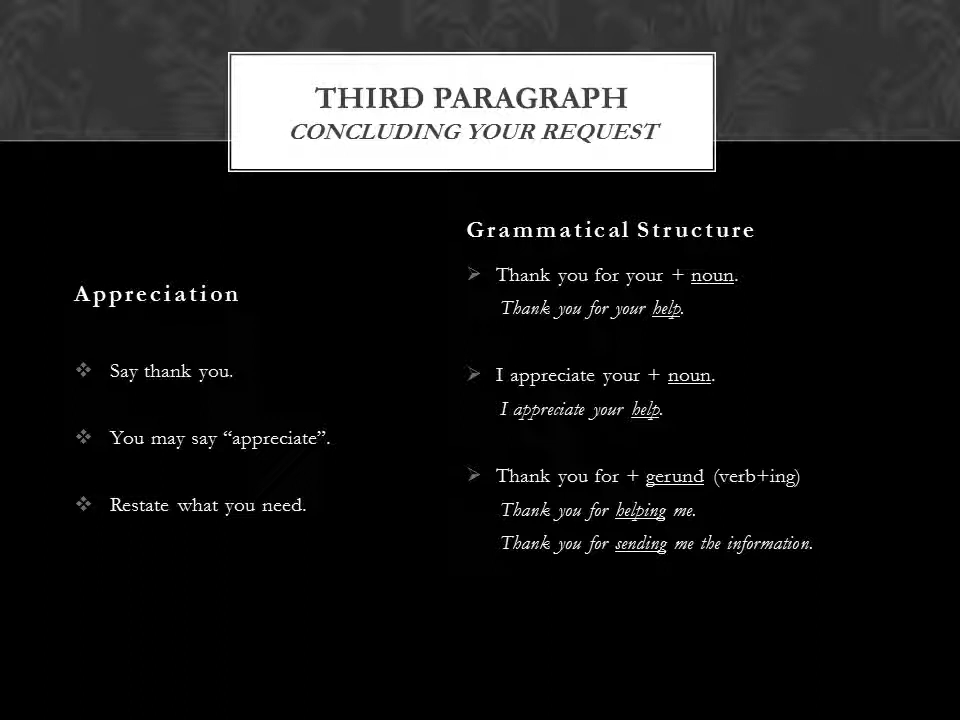 THIRD PARAGRAPH
CONCLUDING YOUR REQUEST
Appreciation
Say thank you.
You may say “appreciate”.
Restate what you need.
Grammatical Structure
Thank you for your + noun.
Thank you for your help.
I appreciate your + noun.
I appreciate your help.
Thank you for + gerund (verb+ing)
Thank you for helping me.
Thank you for sending me the information.